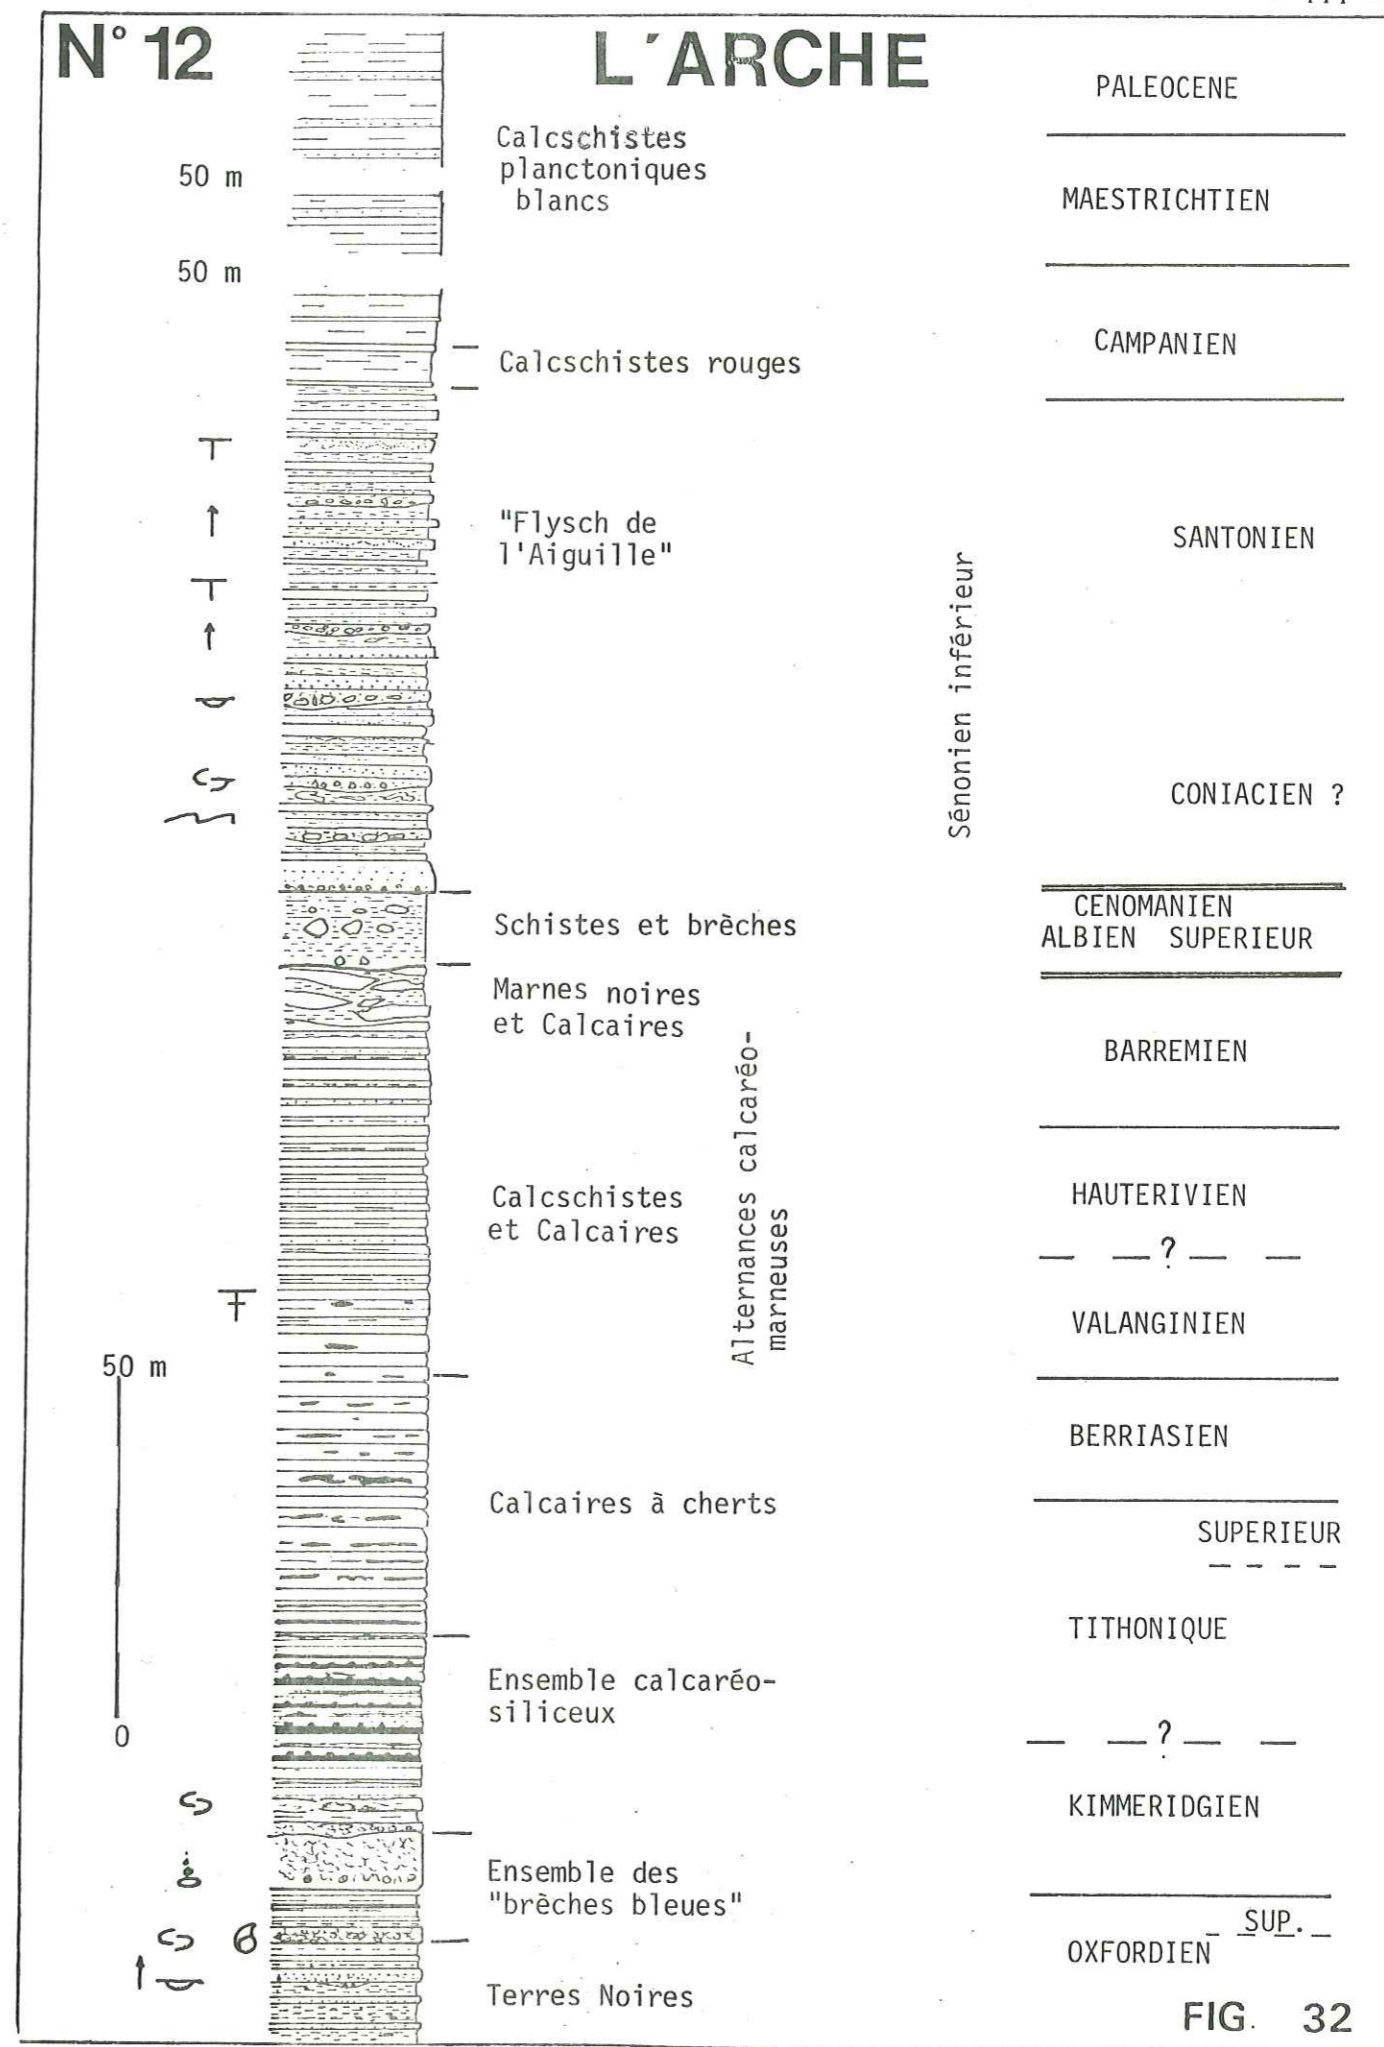 N° 12
L'ARCHE
PALEOCENE
Calcschistes
planctoniques
blancs
50 m
MAESTRICHTIEN
50 m
CAMPANIEN
Calcschistes rouges
"Flysch de
l'Aiguille"
SANTONIEN
Sénonien inférieur
CONIACIEN ?
CENOMANIEN
Schistes et brèches
ALBIEN SUPERIEUR
Marnes noires
et Calcaires
BARREMIEN
Alternances calcaréo-
marneuses
Calcschistes
et Calcaires
HAUTERIVIEN
?
VALANGINIEN
50 m
BERRIASIEN
Calcaires à cherts
SUPERIEUR
TITHONIQUE
Ensemble calcaréo-
siliceux
0
?
KIMMERIDGIEN
Ensemble des
"brèches bleues"
SUP.
OXFORDIEN
Terres Noires
FIG. 32